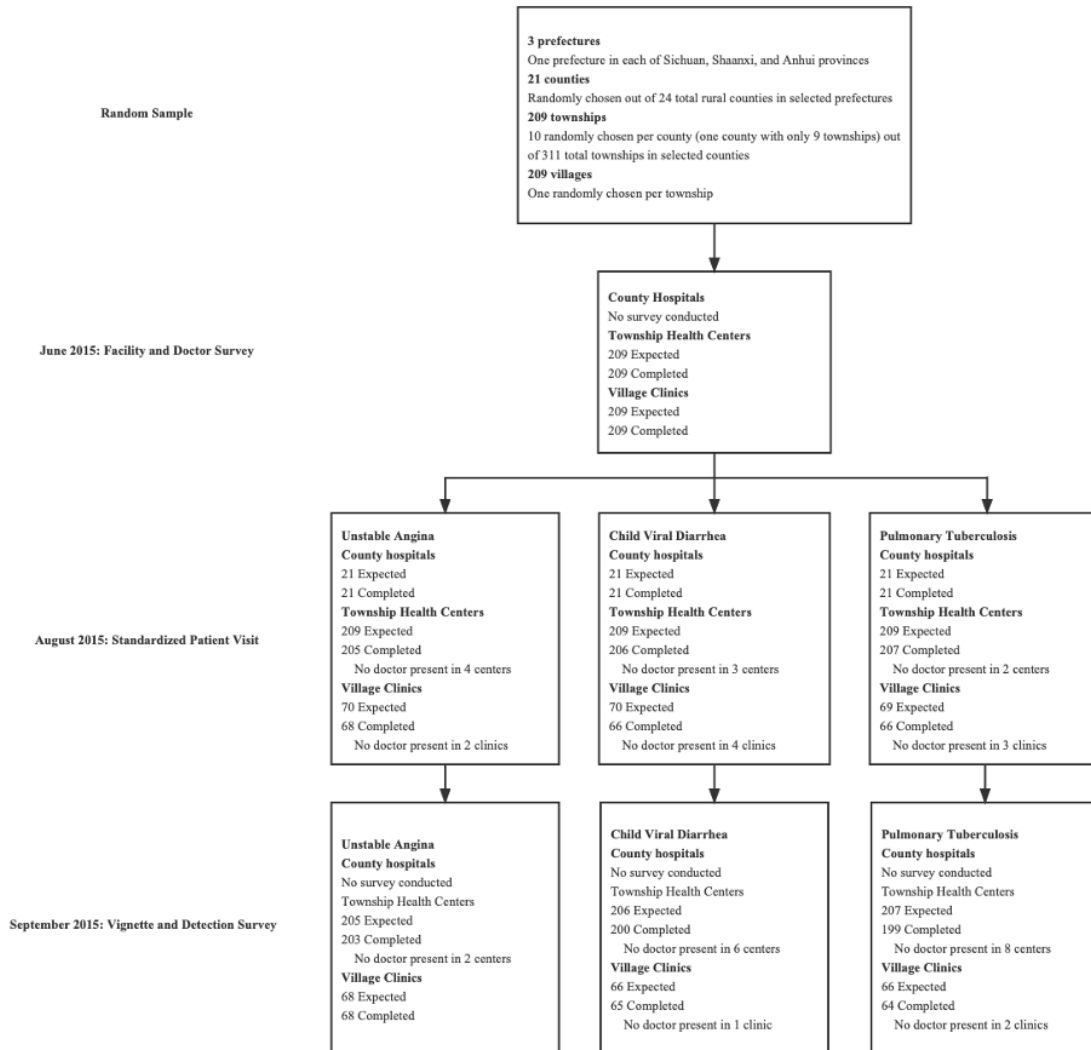 Random Sample
3 prefectures
One prefecture in each of Sichuan, Shaanxi, and Anhui provinces
21 counties
Randomly chosen out of 24 total rural counties in selected prefectures
209 townships
10 randomly chosen per county (one county with only 9 townships) out
of 311 total townships in selected counties
209 villages
One randomly chosen per township
June 2015: Facility and Doctor Survey
County Hospitals
No survey conducted
Township Health Centers
209 Expected
209 Completed
Village Clinics
209 Expected
209 Completed
August 2015: Standardized Patient Visit
Unstable Angina
County hospitals
21 Expected
21 Completed
Township Health Centers
209 Expected
205 Completed
No doctor present in 4 centers
Village Clinics
70 Expected
68 Completed
No doctor present in 2 clinics
Child Viral Diarrhea
County hospitals
21 Expected
21 Completed
Township Health Centers
209 Expected
206 Completed
No doctor present in 3 centers
Village Clinics
70 Expected
66 Completed
No doctor present in 4 clinics
Pulmonary Tuberculosis
County hospitals
21 Expected
21 Completed
Township Health Centers
209 Expected
207 Completed
No doctor present in 2 centers
Village Clinics
69 Expected
66 Completed
No doctor present in 3 clinics
September 2015: Vignette and Detection Survey
Unstable Angina
County hospitals
No survey conducted
Township Health Centers
205 Expected
203 Completed
No doctor present in 2 centers
Village Clinics
68 Expected
68 Completed
Child Viral Diarrhea
County hospitals
No survey conducted
Township Health Centers
206 Expected
200 Completed
No doctor present in 6 centers
Village Clinics
66 Expected
65 Completed
No doctor present in 1 clinic
Pulmonary Tuberculosis
County hospitals
No survey conducted
Township Health Centers
207 Expected
199 Completed
No doctor present in 8 centers
Village Clinics
66 Expected
64 Completed
No doctor present in 2 clinics